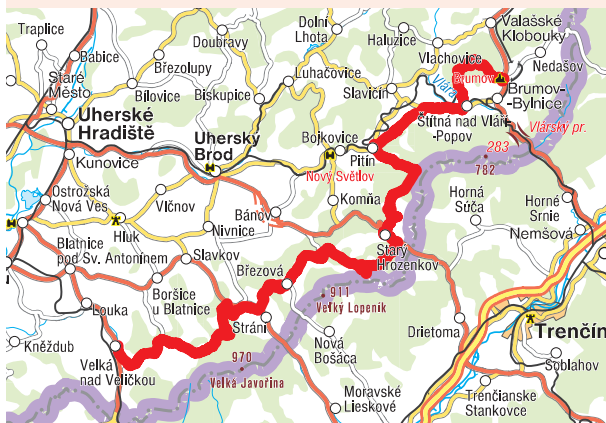 Traplice
Babice
Doubravy
Dolní
Lhota
Haluzice
Valašské
Klobouky
Vlachovice
Nedašov
Březolupy
Staré
Město
Luhačovice
Brumov
Bílovice
Biskupice
Slavičín
Vlára
Brumov-
-Bylnice
Uherské
Hradiště
Štítná nad Vláří
-Popov
Vlárský pr.
Uherský
Brod
Bojkovice
Pitín
283
782
Kunovice
Nový Světlov
Ostrožská
Nová Ves
Vlčnov
Komňa
Horná
Súča
Horné
Srnie
Bánov
Nemšová
Hluk
Nivnice
Starý
Hrozenkov
Blatnice
pod Sv. Antonínem
Slavkov
Březová
911
Veľký Lopeník
Louka
Boršice
u Blatnice
Strání
Drietoma
Trenčín
Kněždub
Nová
Bošáca
Velká
nad Veličkou
970
Velká Javořina
Soblahov
Moravské
Lieskové
Trenčianske
Stankovce